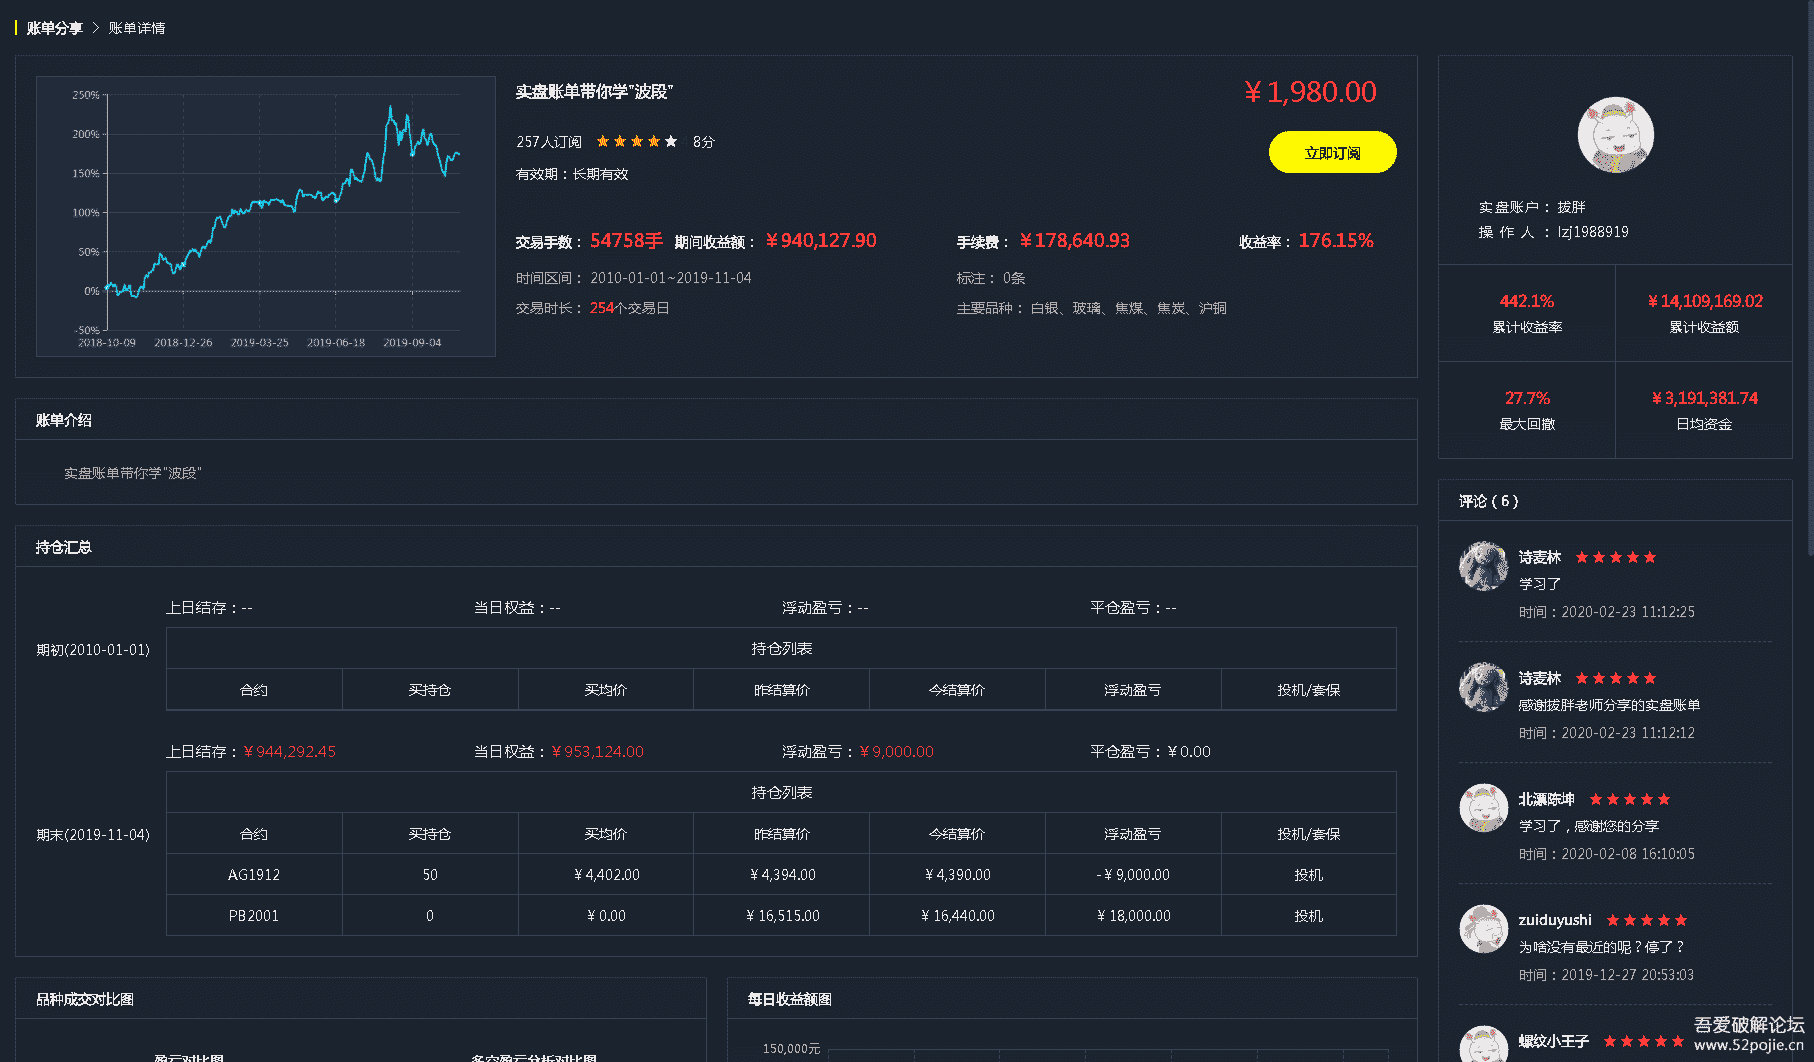 账单分享 > 账单详情
250%
200%
150%
100%
50%
0%
-50%
2018-10-09 2018-12-26 2019-03-25 2019-06-18 2019-09-04
实盘账单带你学"波段"
¥1,980.00
257人订阅 8分
立即订阅
有效期：长期有效
交易手数： 54758手 期间收益额： ¥940,127.90 手续费： ¥178,640.93 收益率： 176.15%
时间区间： 2010-01-01~2019-11-04 标注： 0条
交易时长： 254个交易日 主要品种： 白银、玻璃、焦煤、焦炭、沪铜
实盘账户： 拔胖
操 作 人 ： lzj1988919
442.1% ¥14,109,169.02
累计收益率 累计收益额
27.7% ¥3,191,381.74
最大回撤 日均资金
账单介绍
实盘账单带你学"波段"
持仓汇总
上日结存：-- 当日权益：-- 浮动盈亏：-- 平仓盈亏：--
期初(2010-01-01)
持仓列表
合约 买持仓 买均价 昨结算价 今结算价 浮动盈亏 投机/套保
上日结存：¥944,292.45 当日权益：¥953,124.00 浮动盈亏：¥9,000.00 平仓盈亏：¥0.00
持仓列表
期末(2019-11-04)
合约 买持仓 买均价 昨结算价 今结算价 浮动盈亏 投机/套保
AG1912 50 ¥4,402.00 ¥4,394.00 ¥4,390.00 -¥9,000.00 投机
PB2001 0 ¥0.00 ¥16,515.00 ¥16,440.00 ¥18,000.00 投机
品种成交对比图
盈亏对比图 多空盈亏分析对比图
每日收益额图
150,000元
评论 ( 6 )
诗麦林
学习了
时间：2020-02-23 11:12:25
诗麦林
感谢拔胖老师分享的实盘账单
时间：2020-02-23 11:12:12
北漂陈坤
学习了，感谢您的分享
时间：2020-02-08 16:10:05
zuiduyushi
为啥没有最近的呢？停了？
时间：2019-12-27 20:53:03
螺纹小王子
吾爱破解论坛
www.52pojie.cn